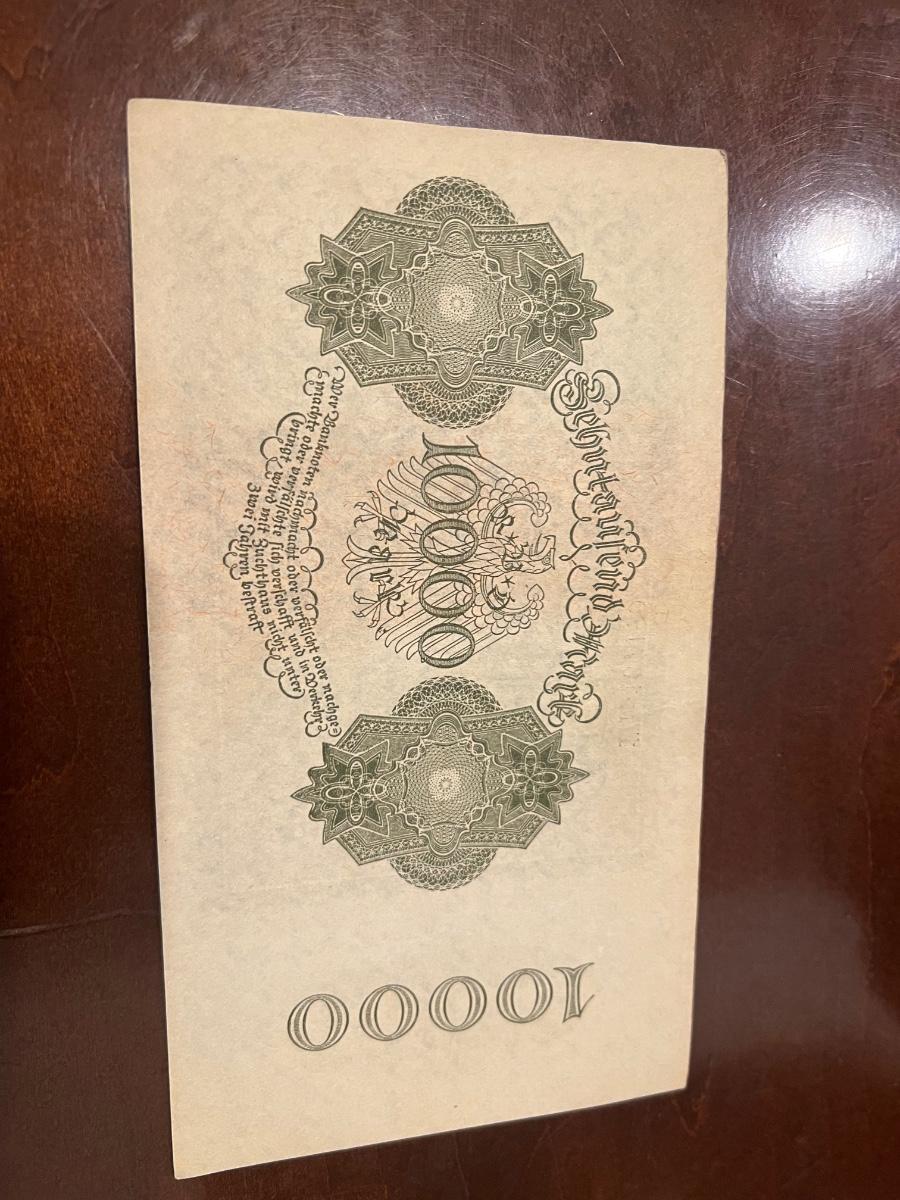 Zehntausend Mark
10000
Mark
Wer Banknoten nachmacht oder verfälscht oder nachge=
machte oder verfälschte sich verschafft und in Verkehr
bringt, wird mit Zuchthaus nicht unter
zwei Jahren bestraft
10000